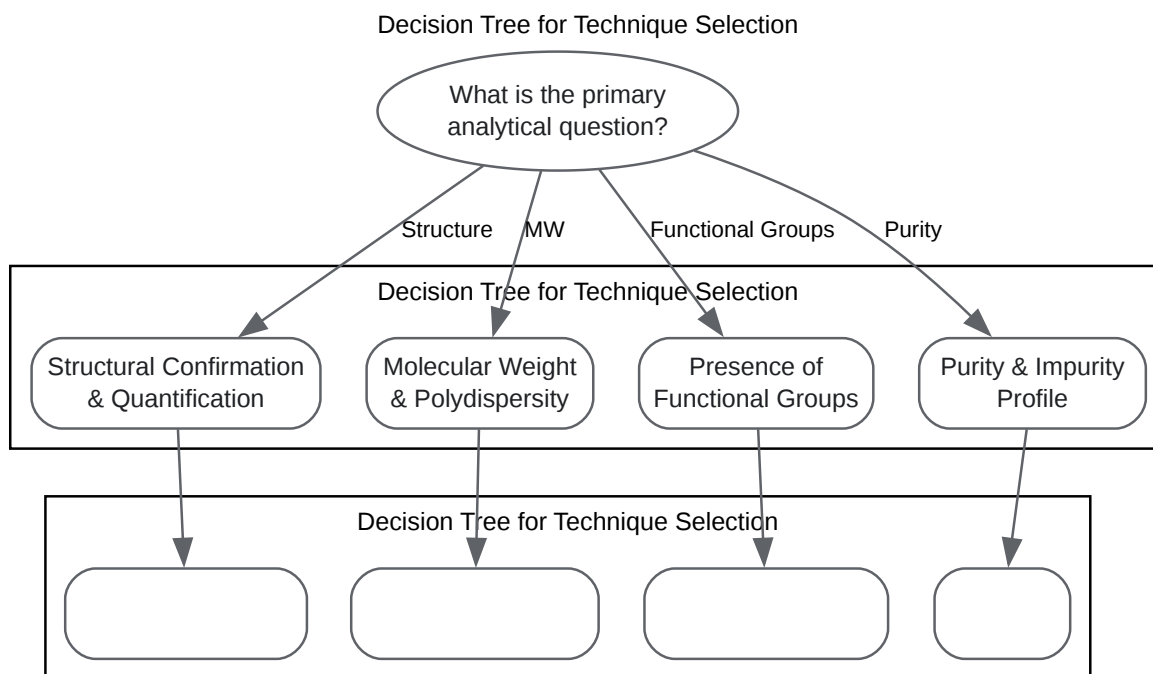 Decision Tree for Technique Selection
What is the primary
analytical question?
Structure
MW
Functional Groups
Purity
Decision Tree for Technique Selection
Structural Confirmation
& Quantification
Molecular Weight
& Polydispersity
Presence of
Functional Groups
Purity & Impurity
Profile
Decision Tree for Technique Selection